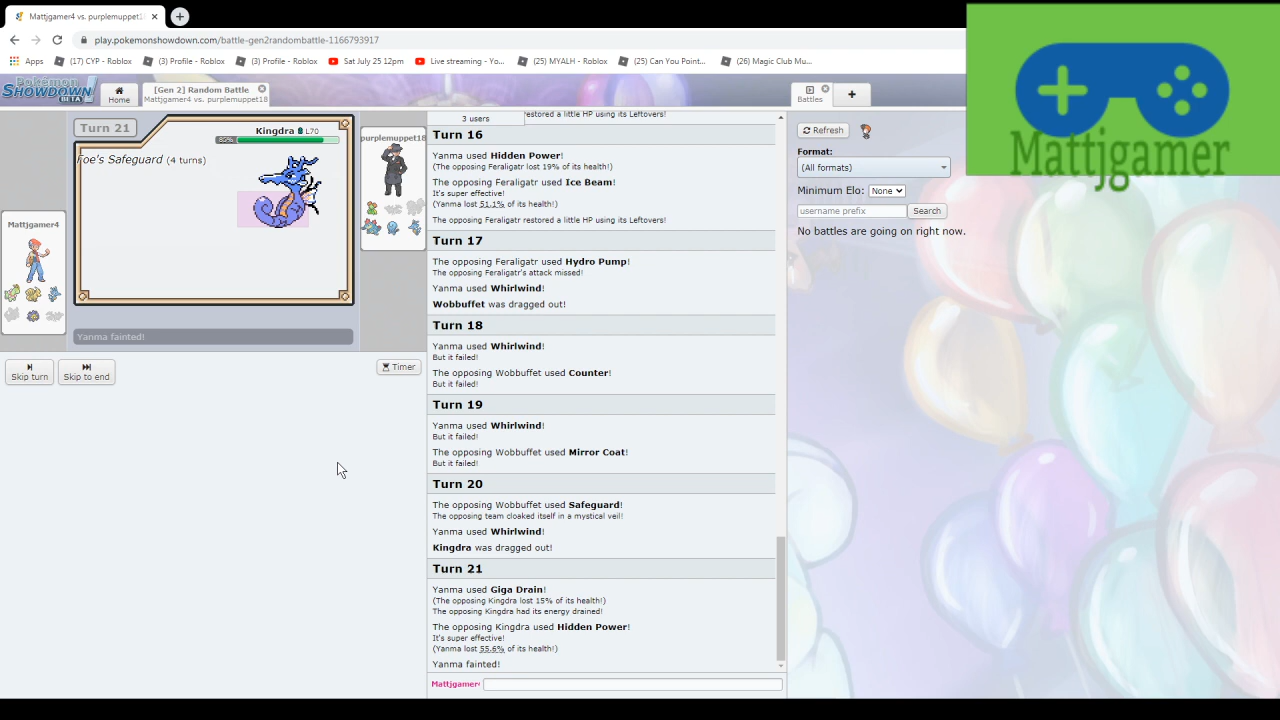 Mattjgamer4 vs. purplemuppet1
play.pokemonshowdown.com/battle-gen2randombattle-1166793917
Apps
(17) CYP - Roblox
(3) Profile - Roblox
(3) Profile - Roblox
Sat July 25 12pm
Live streaming - Yo...
(25) MYALH - Roblox
(25) Can You Point...
(26) Magic Club Mu...
Pokémon
SHOWDOWN
BETA
Home
[Gen 2] Random Battle
Mattjgamer4 vs. purplemuppet18
Battles
Mattjgamer
Turn 21
Kingdra L70
85%
Foe's Safeguard (4 turns)
purplemuppet18
Mattjgamer4
Yanma fainted!
Skip turn
Skip to end
Timer
3 users
restored a little HP using its Leftovers!
Turn 16
Yanma used Hidden Power!
(The opposing Feraligatr lost 19% of its health!)
The opposing Feraligatr used Ice Beam!
It's super effective!
(Yanma lost 51.1% of its health!)
The opposing Feraligatr restored a little HP using its Leftovers!
Turn 17
The opposing Feraligatr used Hydro Pump!
The opposing Feraligatr's attack missed!
Yanma used Whirlwind!
Wobbuffet was dragged out!
Turn 18
Yanma used Whirlwind!
But it failed!
The opposing Wobbuffet used Counter!
But it failed!
Turn 19
Yanma used Whirlwind!
But it failed!
The opposing Wobbuffet used Mirror Coat!
But it failed!
Turn 20
The opposing Wobbuffet used Safeguard!
The opposing team cloaked itself in a mystical veil!
Yanma used Whirlwind!
Kingdra was dragged out!
Turn 21
Yanma used Giga Drain!
(The opposing Kingdra lost 15% of its health!)
The opposing Kingdra had its energy drained!
The opposing Kingdra used Hidden Power!
It's super effective!
(Yanma lost 55.6% of its health!)
Yanma fainted!
Mattjgamer
Refresh
Format:
(All formats)
Minimum Elo: None
username prefix
Search
No battles are going on right now.